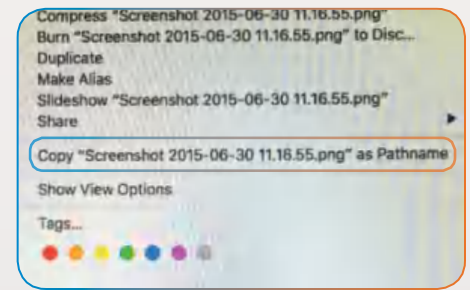 Compress "Screenshot 2015-06-30 11.16.55.png"
Burn "Screenshot 2015-06-30 11.16.55.png" to Disc...
Duplicate
Make Alias
Slideshow "Screenshot 2015-06-30 11.16.55.png"
Share
Copy "Screenshot 2015-06-30 11.16.55.png" as Pathname
Show View Options
Tags...